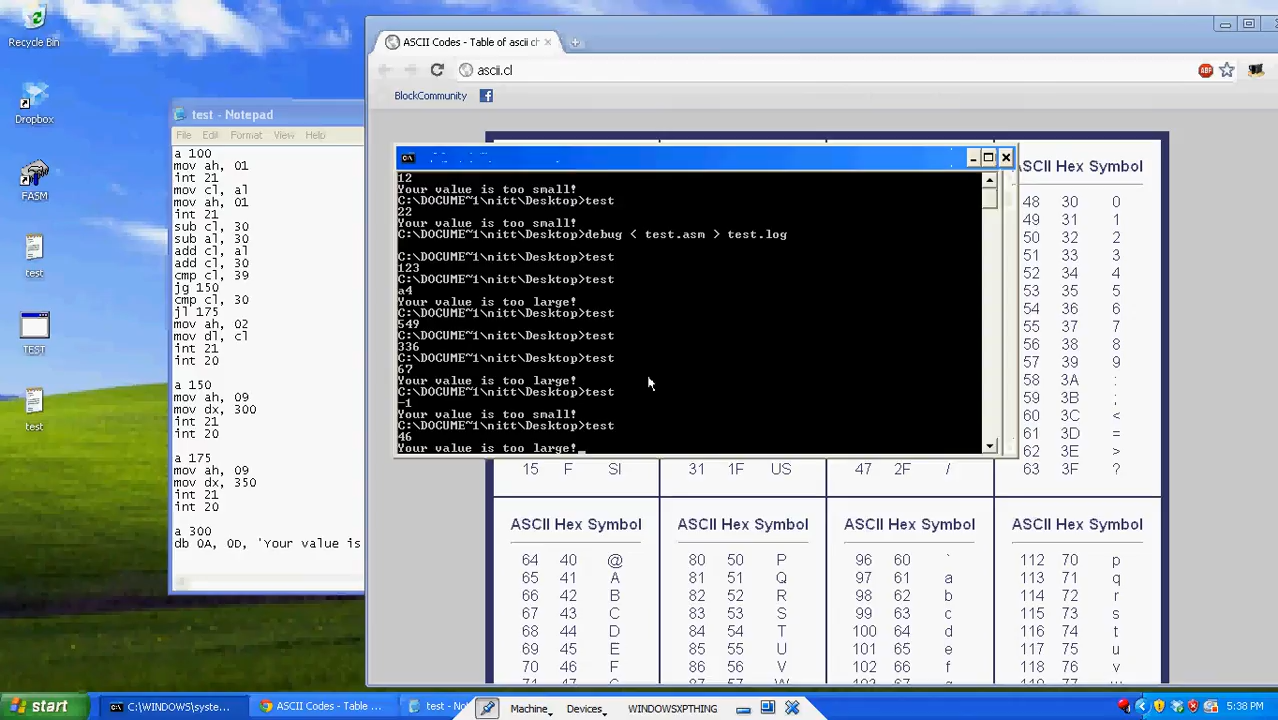 Recycle Bin
Dropbox
FASM
test
TEST
test
test - Notepad
File Edit Format View Help
a 100
mov ah, 01
int 21
mov cl, al
mov ah, 01
int 21
sub cl, 30
sub al, 30
add cl, al
add cl, 30
cmp cl, 39
jg 150
cmp cl, 30
jl 175
mov ah, 02
mov dl, cl
int 21
int 20
a 150
mov ah, 09
mov dx, 300
int 21
int 20
a 175
mov ah, 09
mov dx, 350
int 21
int 20
a 300
db 0A, 0D, 'Your value is
ASCII Codes - Table of ascii ch
ascii.cl
ABP
BlockCommunity
12
Your value is too small!
C:\DOCUME~1\nitt\Desktop>test
22
Your value is too small!
C:\DOCUME~1\nitt\Desktop>debug < test.asm > test.log
C:\DOCUME~1\nitt\Desktop>test
123
C:\DOCUME~1\nitt\Desktop>test
a4
Your value is too large!
C:\DOCUME~1\nitt\Desktop>test
549
C:\DOCUME~1\nitt\Desktop>test
336
C:\DOCUME~1\nitt\Desktop>test
67
Your value is too large!
C:\DOCUME~1\nitt\Desktop>test
-1
Your value is too small!
C:\DOCUME~1\nitt\Desktop>test
46
Your value is too large!
ASCII Hex Symbol
48 30 0
49 31 1
50 32 2
51 33 3
52 34 4
53 35 5
54 36 6
55 37 7
56 38 8
57 39 9
58 3A :
59 3B ;
60 3C <
61 3D =
62 3E >
15 F SI 31 1F US 47 2F / 63 3F ?
ASCII Hex Symbol ASCII Hex Symbol ASCII Hex Symbol ASCII Hex Symbol
64 40 @ 80 50 P 96 60 ` 112 70 p
65 41 A 81 51 Q 97 61 a 113 71 q
66 42 B 82 52 R 98 62 b 114 72 r
67 43 C 83 53 S 99 63 c 115 73 s
68 44 D 84 54 T 100 64 d 116 74 t
69 45 E 85 55 U 101 65 e 117 75 u
70 46 F 86 56 V 102 66 f 118 76 v
start
C:\WINDOWS\syste...
ASCII Codes - Table ...
test - No
Machine
Devices
WINDOWSXPTHING
5:38 PM